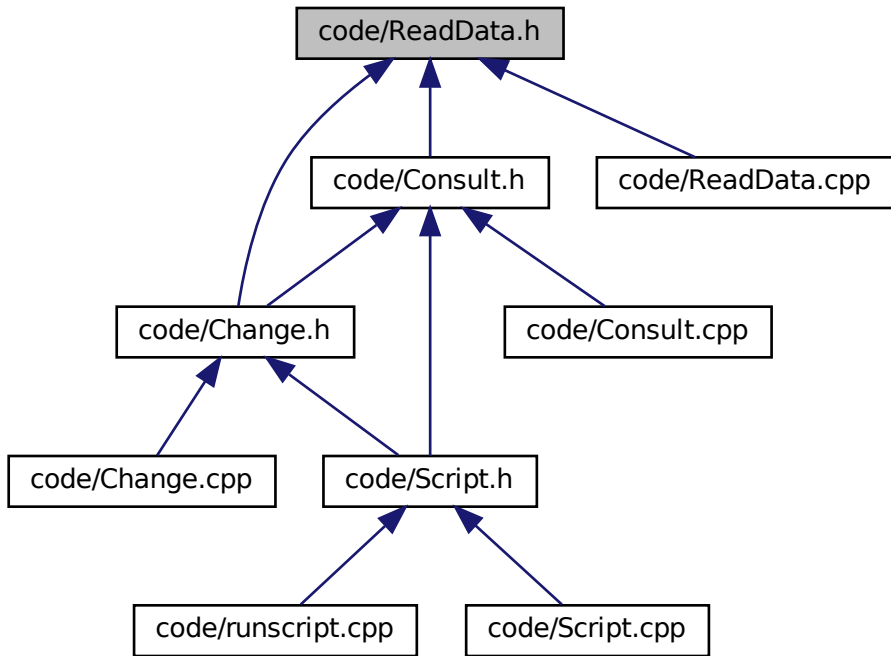 code/ReadData.h
code/Consult.h
code/ReadData.cpp
code/Change.h
code/Consult.cpp
code/Change.cpp
code/Script.h
code/runscript.cpp
code/Script.cpp